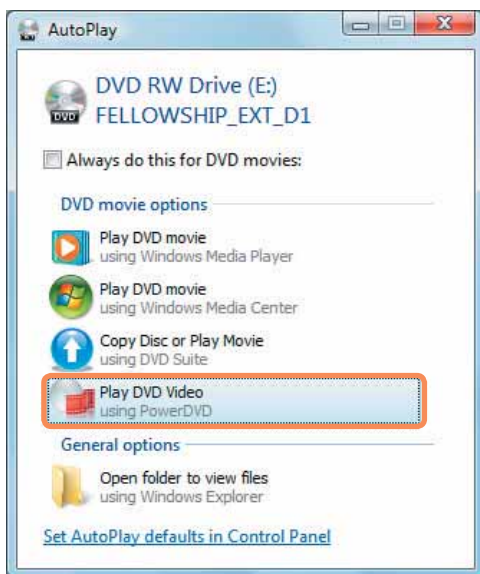 AutoPlay
DVD RW Drive (E:)
FELLOWSHIP_EXT_D1
DVD
Always do this for DVD movies:
DVD movie options
Play DVD movie
using Windows Media Player
Play DVD movie
using Windows Media Center
Copy Disc or Play Movie
using DVD Suite
Play DVD Video
using PowerDVD
General options
Open folder to view files
using Windows Explorer
Set AutoPlay defaults in Control Panel